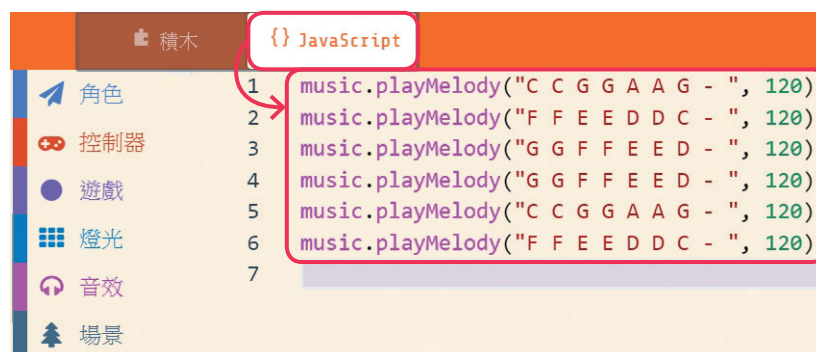 積木
{} JavaScript
角色
控制器
遊戲
燈光
音效
場景
1 music.playMelody("C C G G A A G - ", 120)
2 music.playMelody("F F E E D D C - ", 120)
3 music.playMelody("G G F F E E D - ", 120)
4 music.playMelody("G G F F E E D - ", 120)
5 music.playMelody("C C G G A A G - ", 120)
6 music.playMelody("F F E E D D C - ", 120)
7